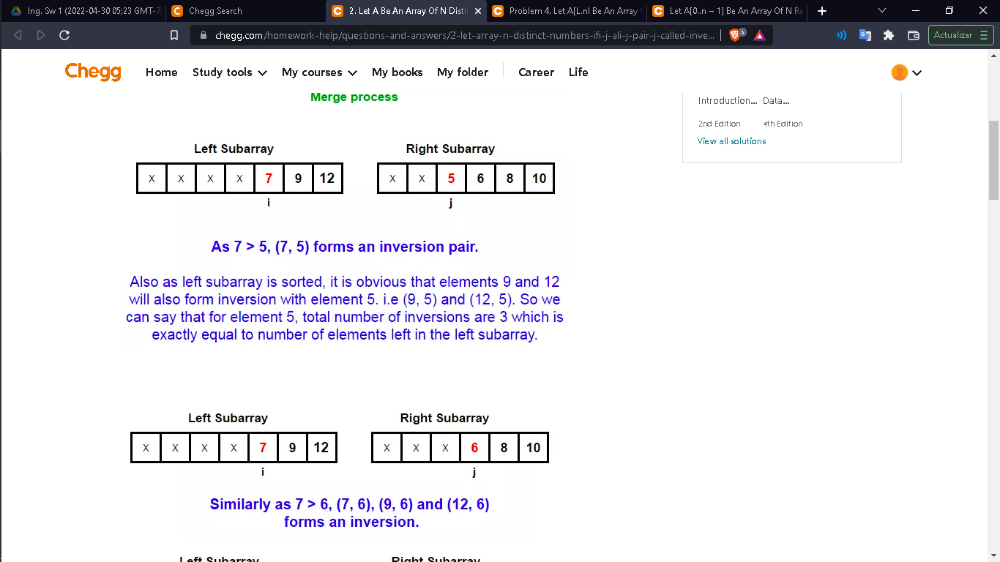 Ing. Sw 1 (2022-04-30 05:23 GMT-7)
Chegg Search
2. Let A Be An Array Of N Distin
Problem 4. Let A[L.nl Be An Array
Let A[0..n – 1] Be An Array Of N Re
chegg.com/homework-help/questions-and-answers/2-let-array-n-distinct-numbers-ifi-j-ali-j-pair-j-called-inve...
Actualizar
Chegg
Home Study tools My courses My books My folder Career Life
Merge process
Introduction... Data...
2nd Edition 4th Edition
View all solutions
Left Subarray Right Subarray
x x x x 7 9 12 x x 5 6 8 10
i j
As 7 > 5, (7, 5) forms an inversion pair.
Also as left subarray is sorted, it is obvious that elements 9 and 12
will also form inversion with element 5. i.e (9, 5) and (12, 5). So we
can say that for element 5, total number of inversions are 3 which is
exactly equal to number of elements left in the left subarray.
Left Subarray Right Subarray
x x x x 7 9 12 x x x 6 8 10
i j
Similarly as 7 > 6, (7, 6), (9, 6) and (12, 6)
forms an inversion.
Left Subarray Right Subarray